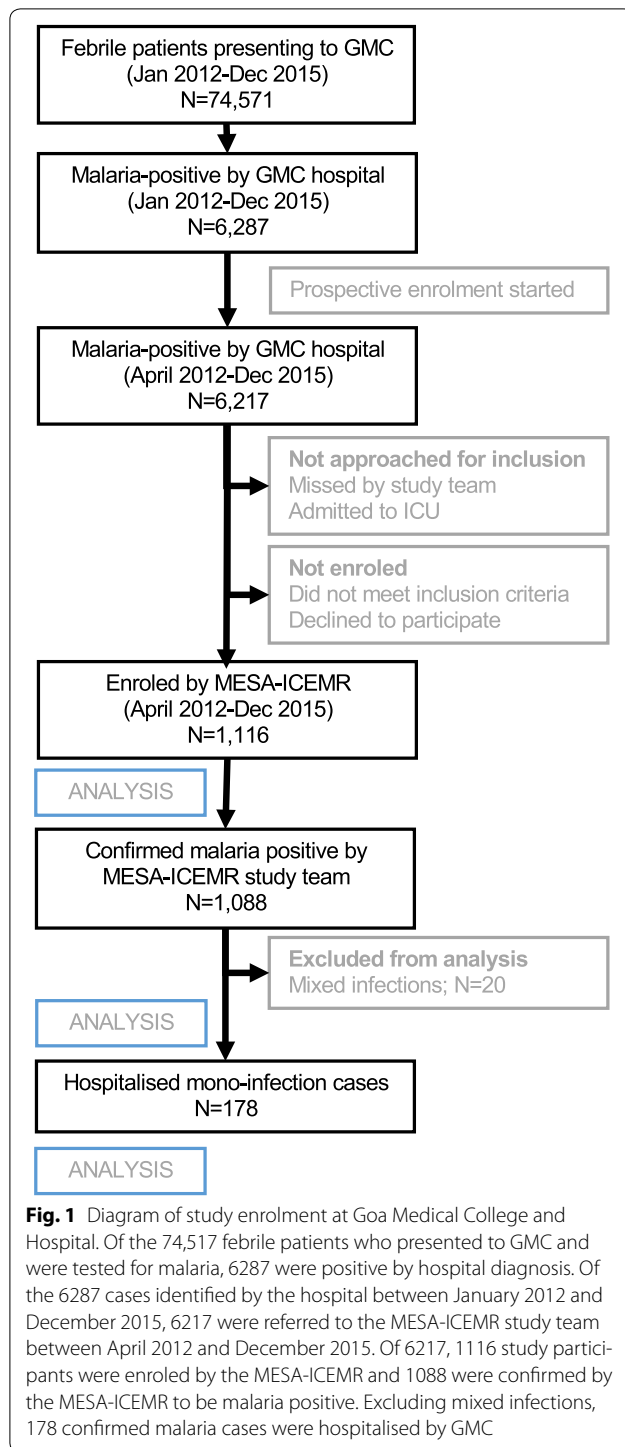 Febrile patients presenting to GMC
(Jan 2012-Dec 2015)
N=74,571
Malaria-positive by GMC hospital
(Jan 2012-Dec 2015)
N=6,287
Prospective enrolment started
Malaria-positive by GMC hospital
(April 2012-Dec 2015)
N=6,217
Not approached for inclusion
Missed by study team
Admitted to ICU
Not enroled
Did not meet inclusion criteria
Declined to participate
Enroled by MESA-ICEMR
(April 2012-Dec 2015)
N=1,116
ANALYSIS
Confirmed malaria positive by
MESA-ICEMR study team
N=1,088
Excluded from analysis
Mixed infections; N=20
ANALYSIS
Hospitalised mono-infection cases
N=178
ANALYSIS
Fig. 1 Diagram of study enrolment at Goa Medical College and
Hospital. Of the 74,517 febrile patients who presented to GMC and
were tested for malaria, 6287 were positive by hospital diagnosis. Of
the 6287 cases identified by the hospital between January 2012 and
December 2015, 6217 were referred to the MESA-ICEMR study team
between April 2012 and December 2015. Of 6217, 1116 study partici-
pants were enroled by the MESA-ICEMR and 1088 were confirmed by
the MESA-ICEMR to be malaria positive. Excluding mixed infections,
178 confirmed malaria cases were hospitalised by GMC